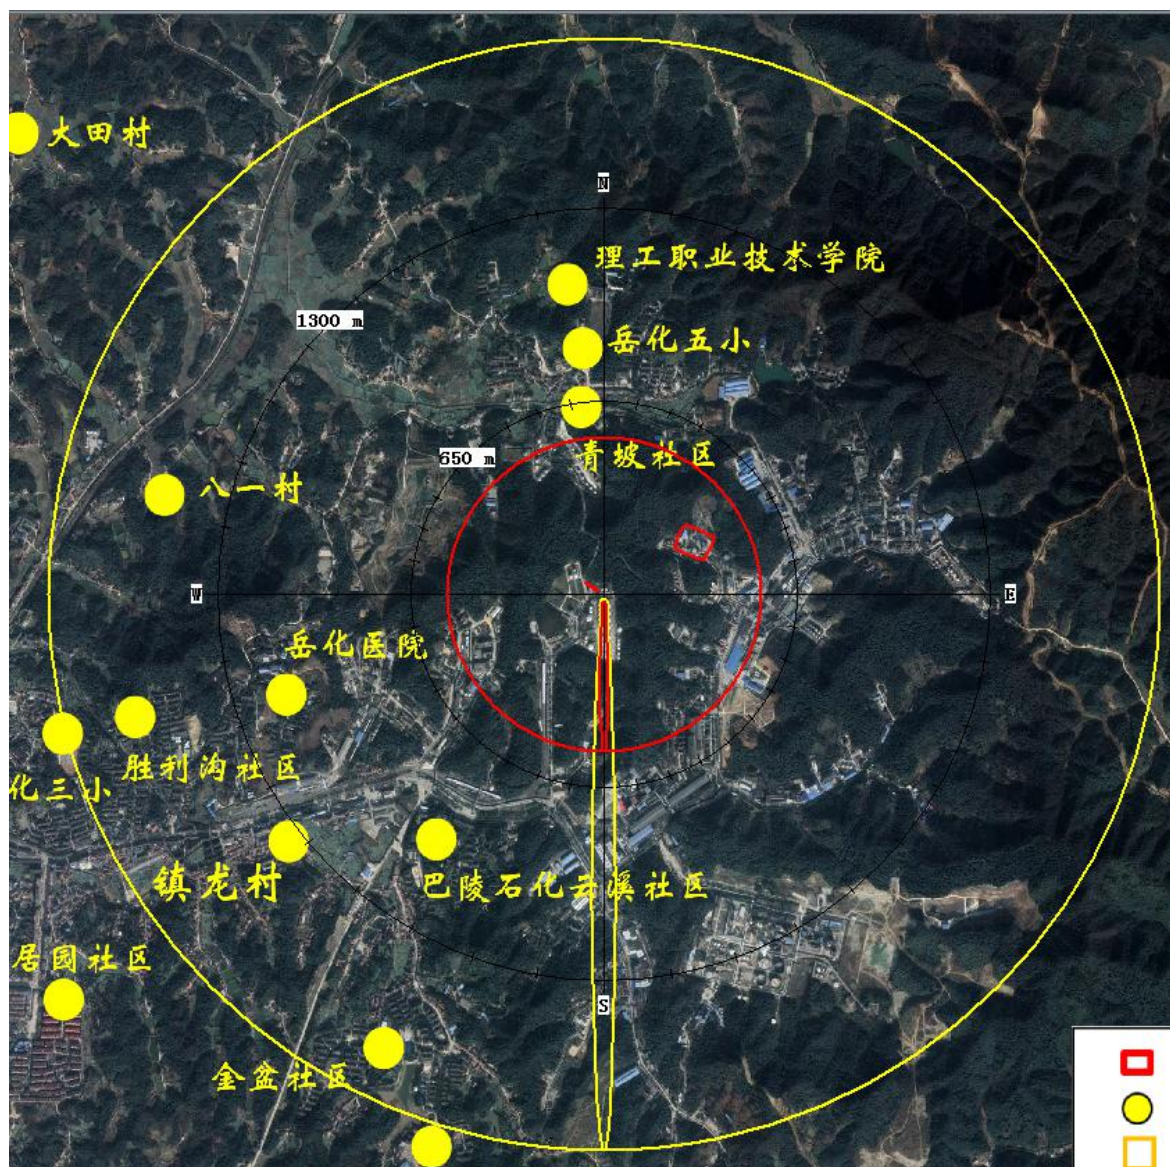 大田村
N
理工职业技术学院
1300 m
岳化五小
650 m
青坡社区
八一村
W
E
岳化医院
胜利沟社区
化三小
镇龙村
巴陵石化云溪社区
居园社区
S
金盆社区